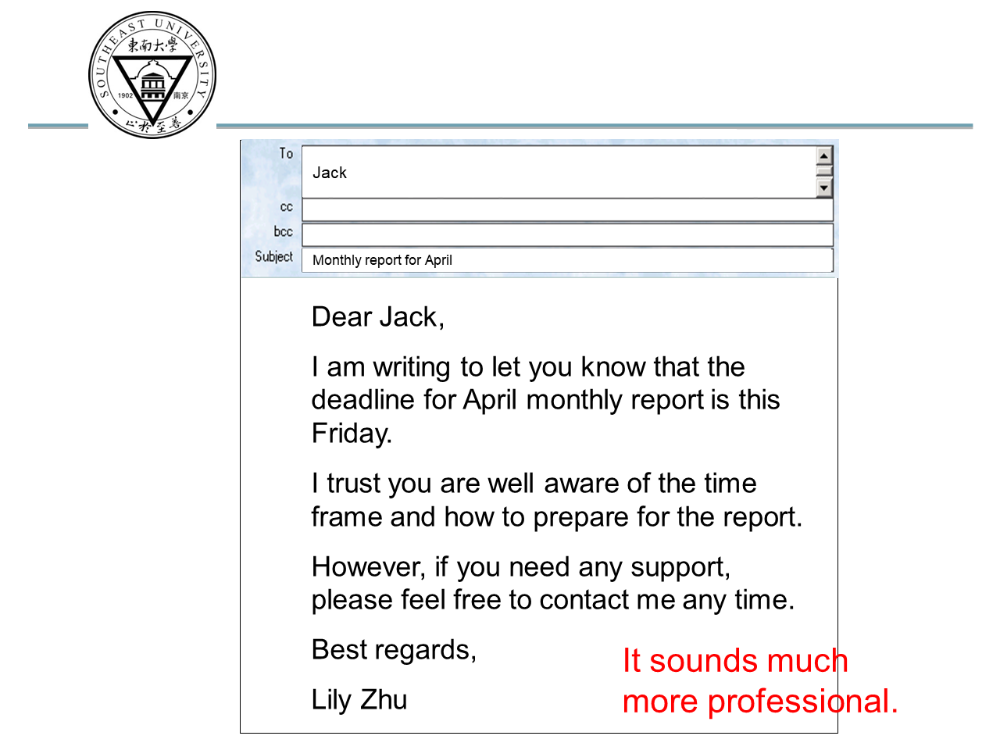 SOUTHEAST UNIVERSITY
東南大學
1902 南京
止於至善
To
Jack
cc
bcc
Subject
Monthly report for April
Dear Jack,
I am writing to let you know that the
deadline for April monthly report is this
Friday.
I trust you are well aware of the time
frame and how to prepare for the report.
However, if you need any support,
please feel free to contact me any time.
Best regards,
Lily Zhu
It sounds much
more professional.